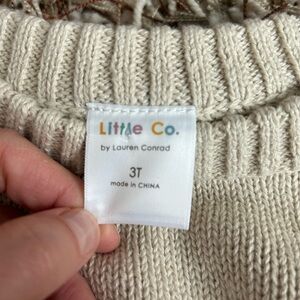 Little Co.
by Lauren Conrad
3T
made in CHINA